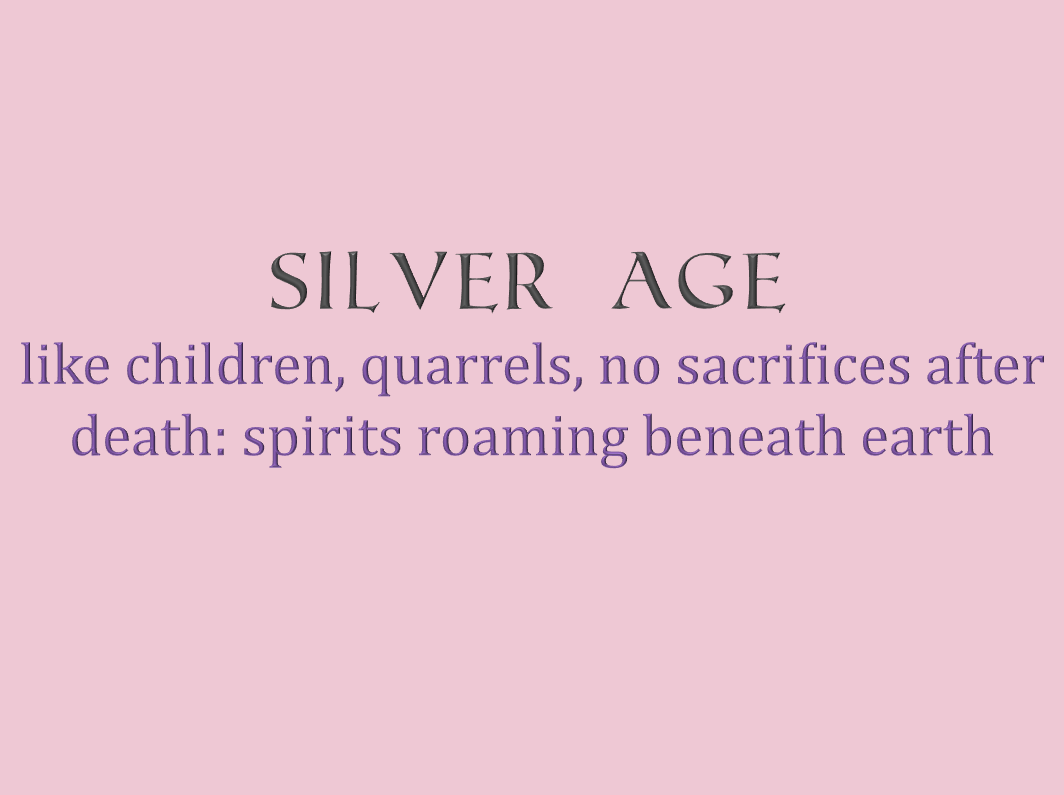 SILVER AGE
like children, quarrels, no sacrifices after
death: spirits roaming beneath earth